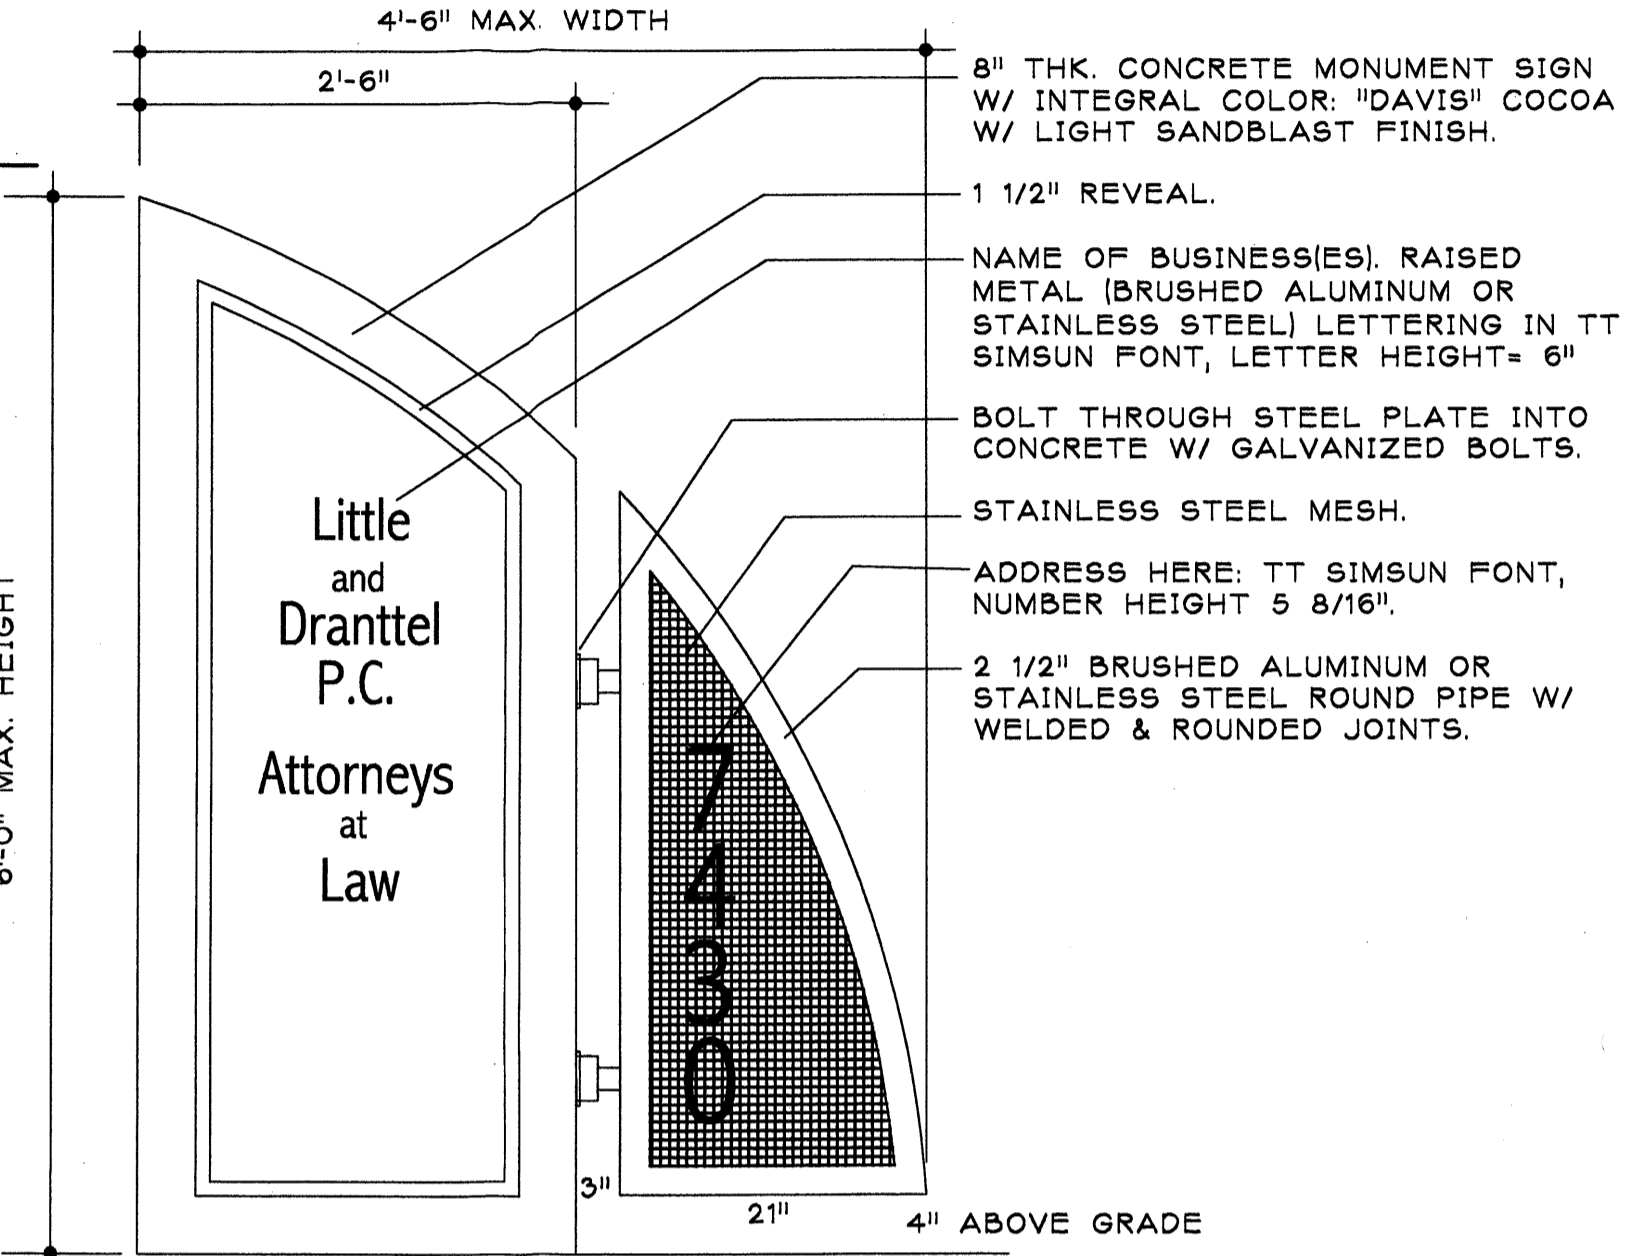 4'-6" MAX. WIDTH
2'-6"
8" THK. CONCRETE MONUMENT SIGN
W/ INTEGRAL COLOR: "DAVIS" COCOA
W/ LIGHT SANDBLAST FINISH.
1 1/2" REVEAL.
NAME OF BUSINESS(ES). RAISED
METAL (BRUSHED ALUMINUM OR
STAINLESS STEEL) LETTERING IN TT
SIMSUN FONT, LETTER HEIGHT= 6"
BOLT THROUGH STEEL PLATE INTO
CONCRETE W/ GALVANIZED BOLTS.
STAINLESS STEEL MESH.
ADDRESS HERE: TT SIMSUN FONT,
NUMBER HEIGHT 5 8/16".
2 1/2" BRUSHED ALUMINUM OR
STAINLESS STEEL ROUND PIPE W/
WELDED & ROUNDED JOINTS.
6'-0" MAX. HEIGHT
Little
and
Dranttel
P.C.
Attorneys
at
Law
7
4
3
0
3"
21"
4" ABOVE GRADE